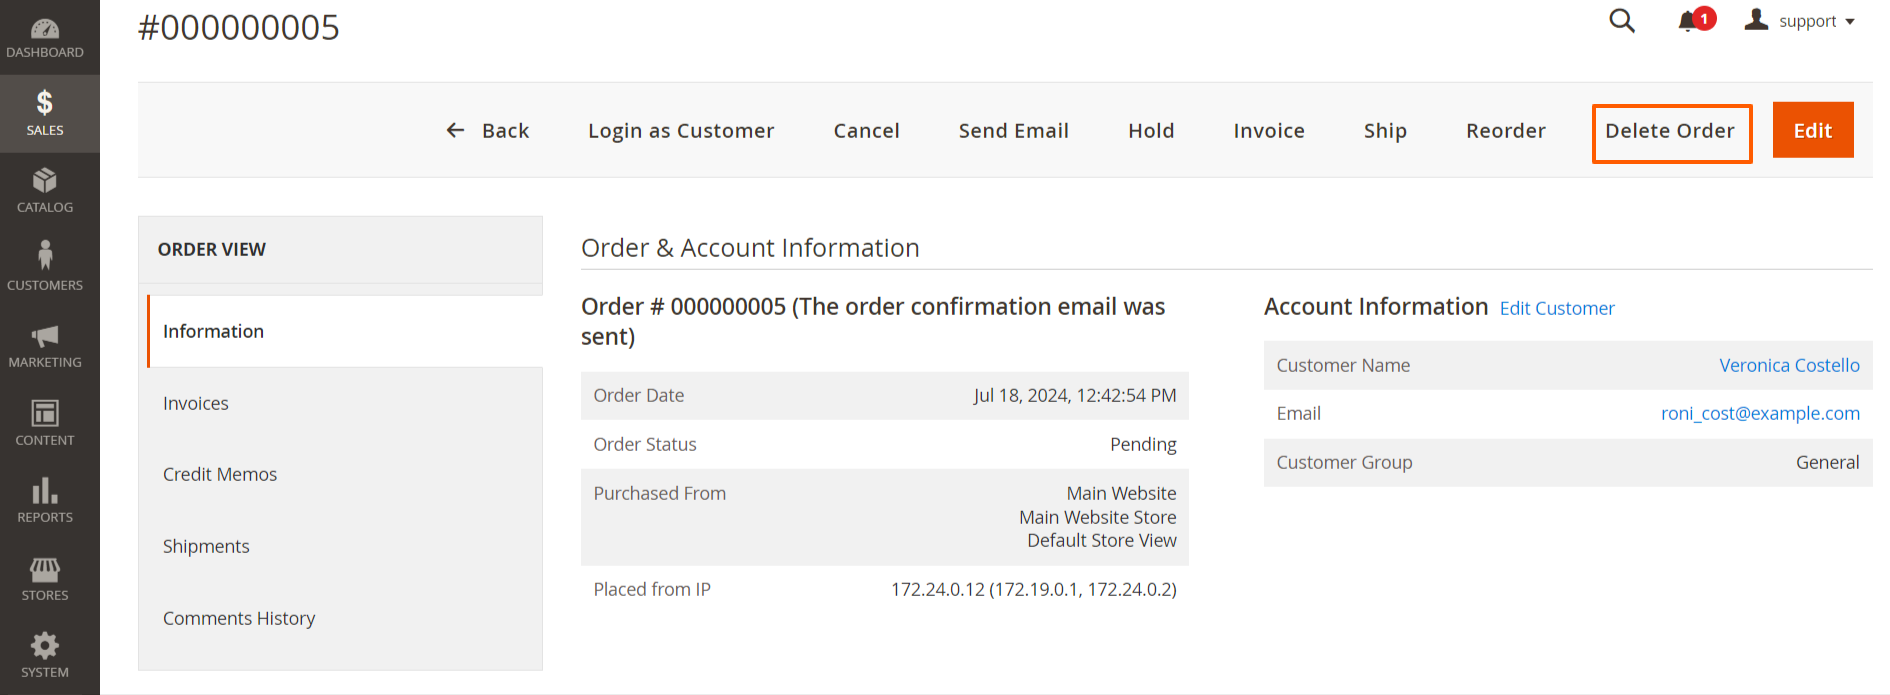 #000000005
1
support
DASHBOARD
SALES
CATALOG
CUSTOMERS
MARKETING
CONTENT
REPORTS
STORES
SYSTEM
Back
Login as Customer
Cancel
Send Email
Hold
Invoice
Ship
Reorder
Delete Order
Edit
ORDER VIEW
Information
Invoices
Credit Memos
Shipments
Comments History
Order & Account Information
Order # 000000005 (The order confirmation email was
sent)
Order Date Jul 18, 2024, 12:42:54 PM
Order Status Pending
Purchased From Main Website
Main Website Store
Default Store View
Placed from IP 172.24.0.12 (172.19.0.1, 172.24.0.2)
Account Information Edit Customer
Customer Name Veronica Costello
Email roni_cost@example.com
Customer Group General